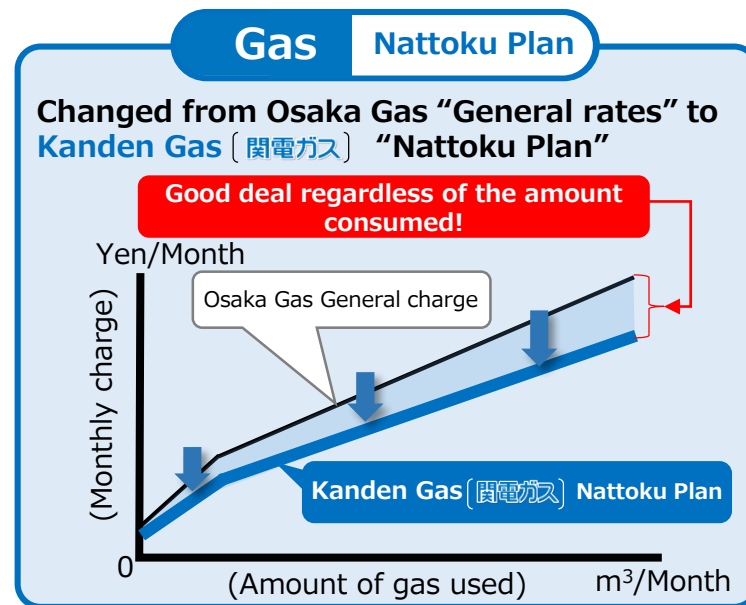 Gas Nattoku Plan
Changed from Osaka Gas “General rates” to
Kanden Gas [関電ガス] “Nattoku Plan”
Good deal regardless of the amount
consumed!
Yen/Month
Osaka Gas General charge
(Monthly charge)
Kanden Gas [関電ガス] Nattoku Plan
0
(Amount of gas used)
m³/Month